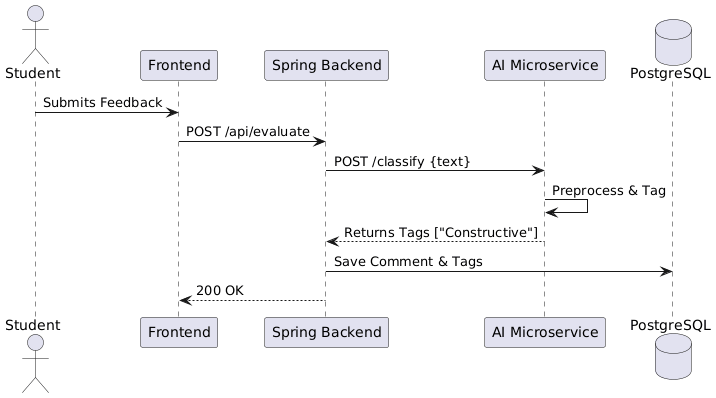 Student
Frontend
Spring Backend
AI Microservice
PostgreSQL
Submits Feedback
POST /api/evaluate
POST /classify {text}
Preprocess & Tag
Returns Tags ["Constructive"]
Save Comment & Tags
200 OK
Student
Frontend
Spring Backend
AI Microservice
PostgreSQL